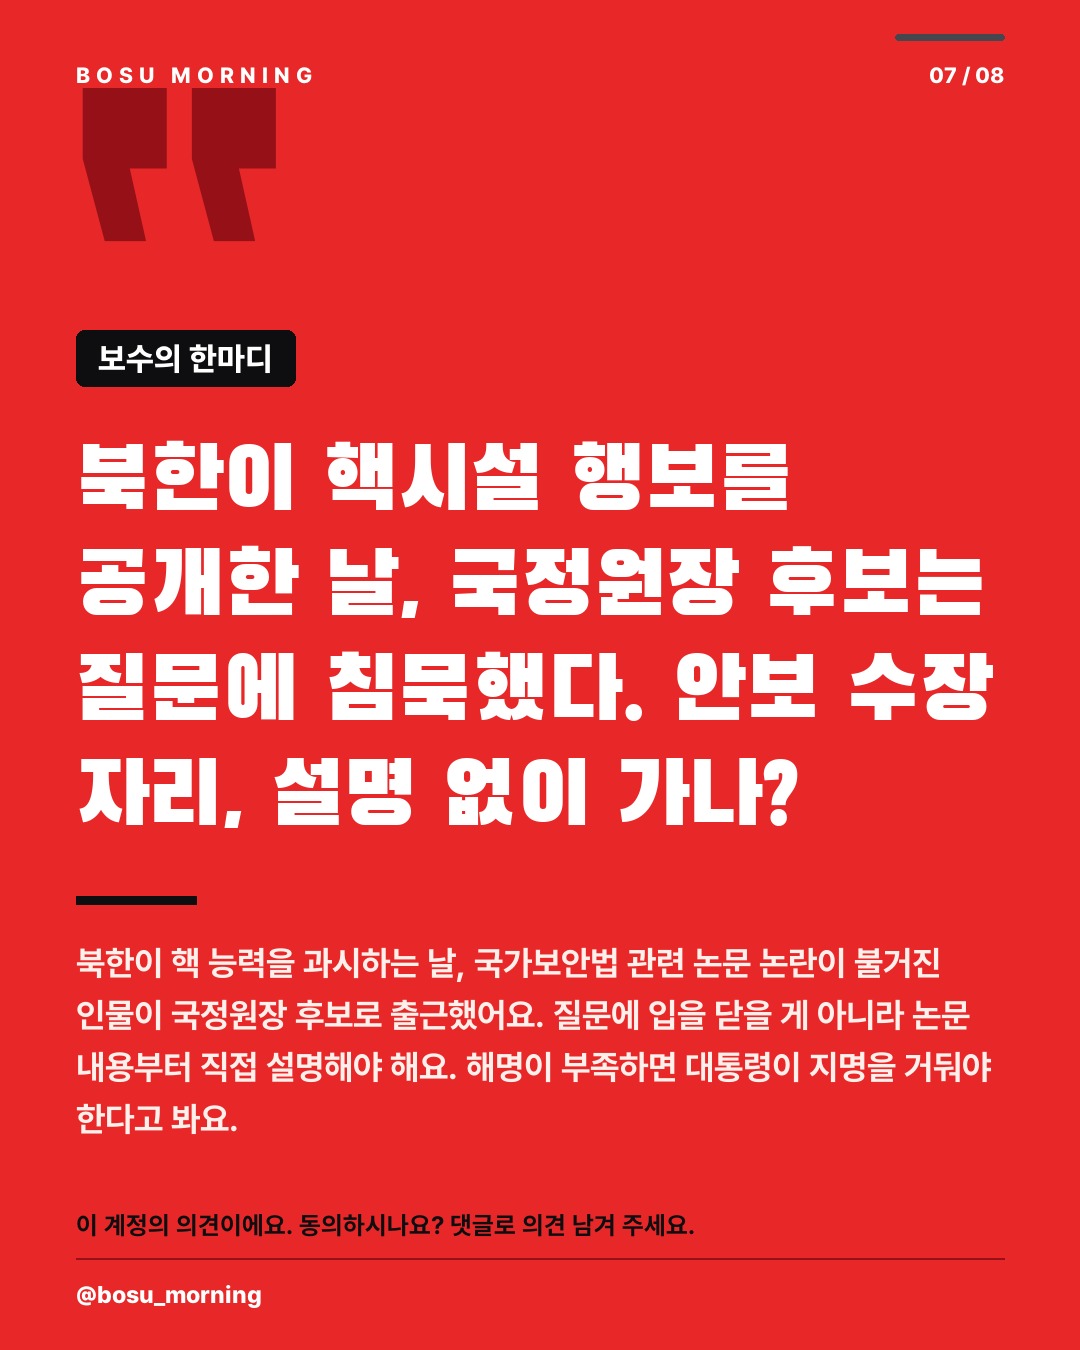 BOSU MORNING
07 / 08
보수의 한마디
북한이 핵시설 행보를
공개한 날, 국정원장 후보는
질문에 침묵했다. 안보 수장
자리, 설명 없이 가나?
북한이 핵 능력을 과시하는 날, 국가보안법 관련 논문 논란이 불거진
인물이 국정원장 후보로 출근했어요. 질문에 입을 닫을 게 아니라 논문
내용부터 직접 설명해야 해요. 해명이 부족하면 대통령이 지명을 거둬야
한다고 봐요.
이 계정의 의견이에요. 동의하시나요? 댓글로 의견 남겨 주세요.
@bosu_morning